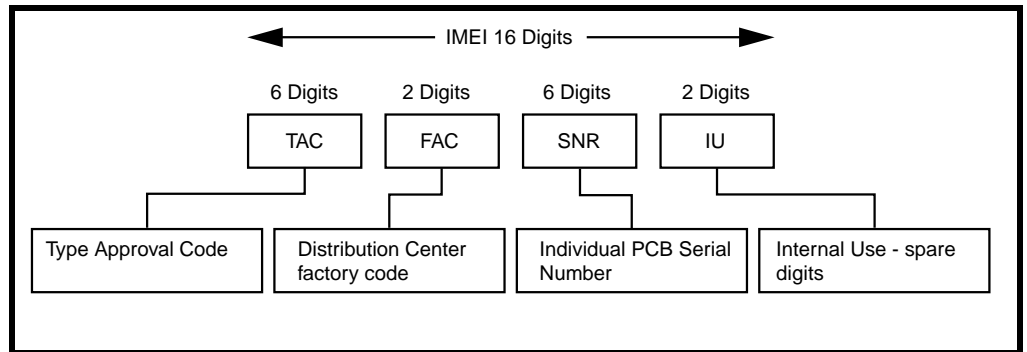 IMEI 16 Digits
6 Digits
2 Digits
6 Digits
2 Digits
TAC
FAC
SNR
IU
Type Approval Code
Distribution Center
factory code
Individual PCB Serial
Number
Internal Use - spare
digits